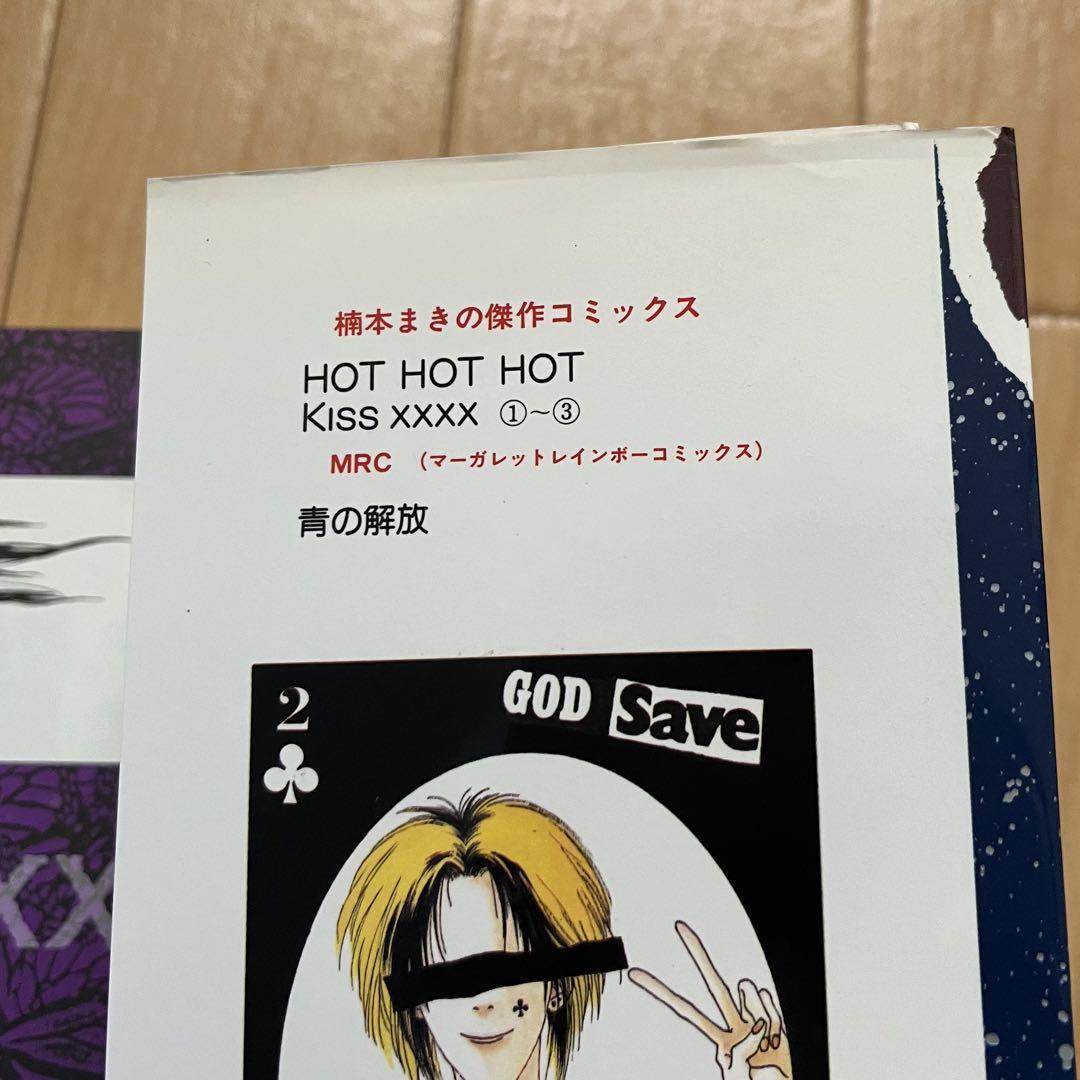 楠本まきの傑作コミックス
HOT HOT HOT
KISS XXXX ①~③
MRC (マーガレットレインボーコミックス)
青の解放
2
GOD Save
XX